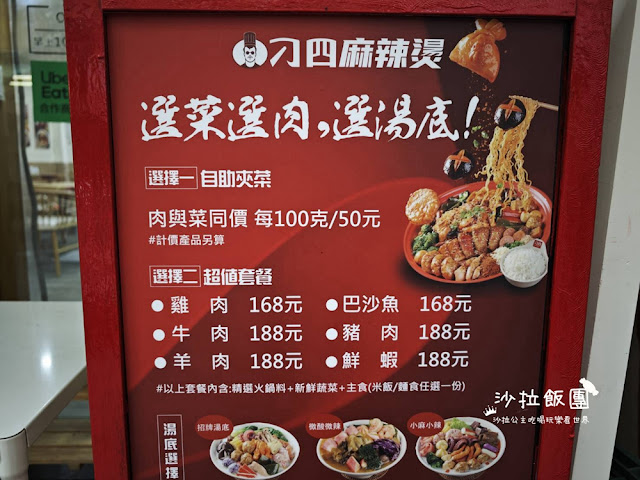 Uber
Eats
刁四麻辣燙
選菜選肉,選湯底!
選擇一 自助夾菜
肉與菜同價 每100克/50元
#計價產品另算
選擇二 超值套餐
●雞 肉 168元 ●巴沙魚 168元
●牛 肉 188元 ●豬 肉 188元
●羊 肉 188元 ●鮮 蝦 188元
#以上套餐內含:精選火鍋料+新鮮蔬菜+主食(米飯/麵食任選一份)
湯底選擇
招牌湯底 微酸微辣 小麻小辣
沙拉飯團
沙拉公主吃喝玩樂看世界